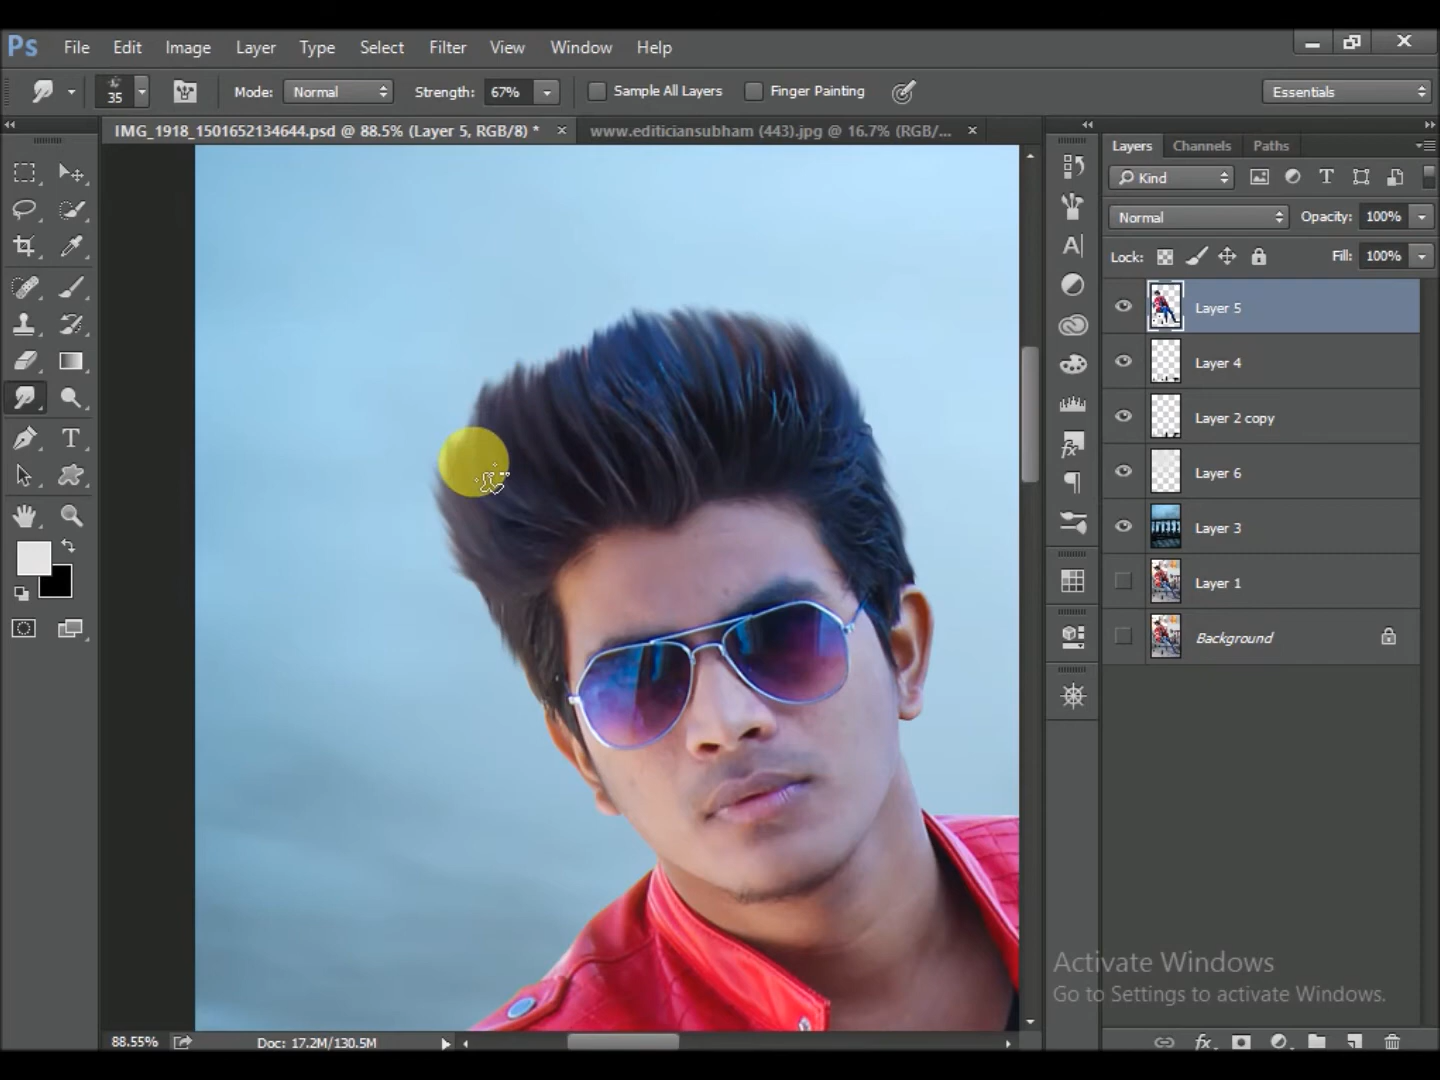 Ps File Edit Image Layer Type Select Filter View Window Help
35 Mode: Normal Strength: 67% Sample All Layers Finger Painting Essentials
IMG_1918_1501652134644.psd @ 88.5% (Layer 5, RGB/8) * × www.editiciansubham (443).jpg @ 16.7% (RGB/... ×
Layers Channels Paths
Kind
Normal Opacity: 100%
Lock: Fill: 100%
Layer 5
Layer 4
Layer 2 copy
Layer 6
Layer 3
Layer 1
Background
Activate Windows
Go to Settings to activate Windows.
88.55% Doc: 17.2M/130.5M